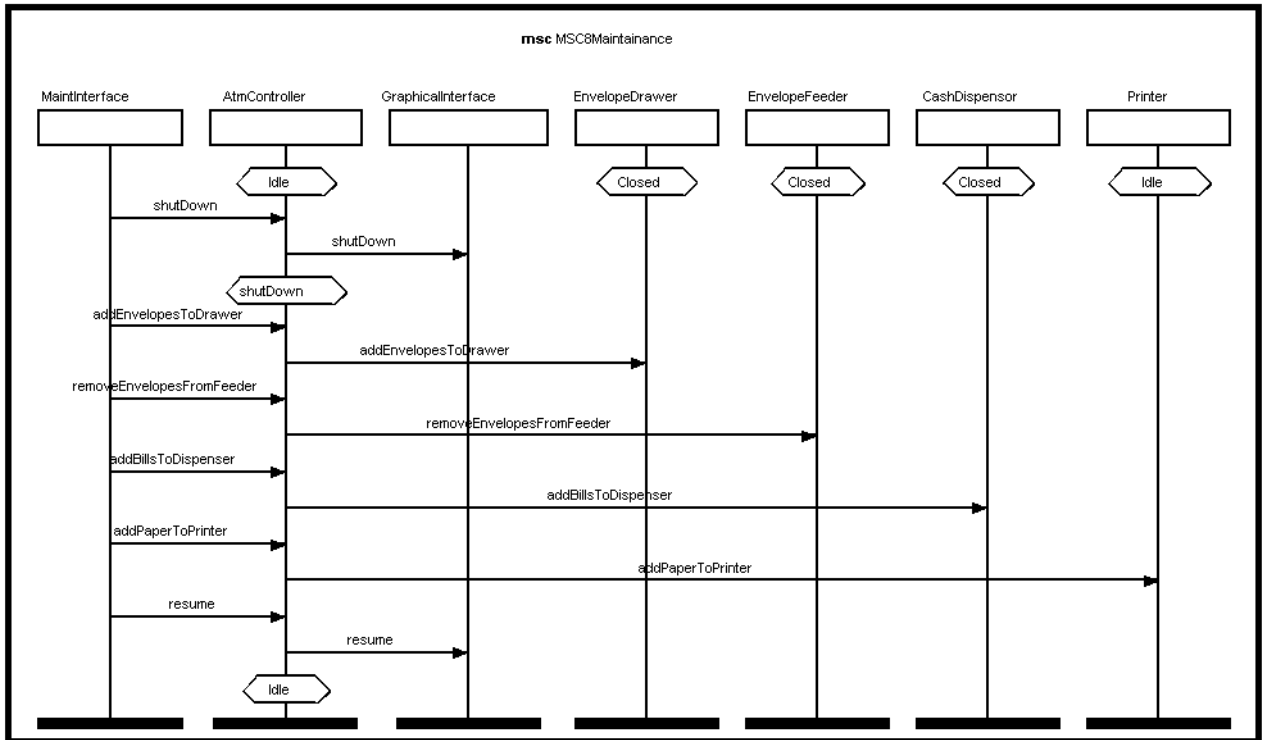 msc MSC8Maintainance
MaintInterface AtmController GraphicalInterface EnvelopeDrawer EnvelopeFeeder CashDispensor Printer
Idle Closed Closed Closed Idle
shutDown
shutDown
shutDown
addEnvelopesToDrawer
addEnvelopesToDrawer
removeEnvelopesFromFeeder
removeEnvelopesFromFeeder
addBillsToDispenser
addBillsToDispenser
addPaperToPrinter
addPaperToPrinter
resume
resume
Idle